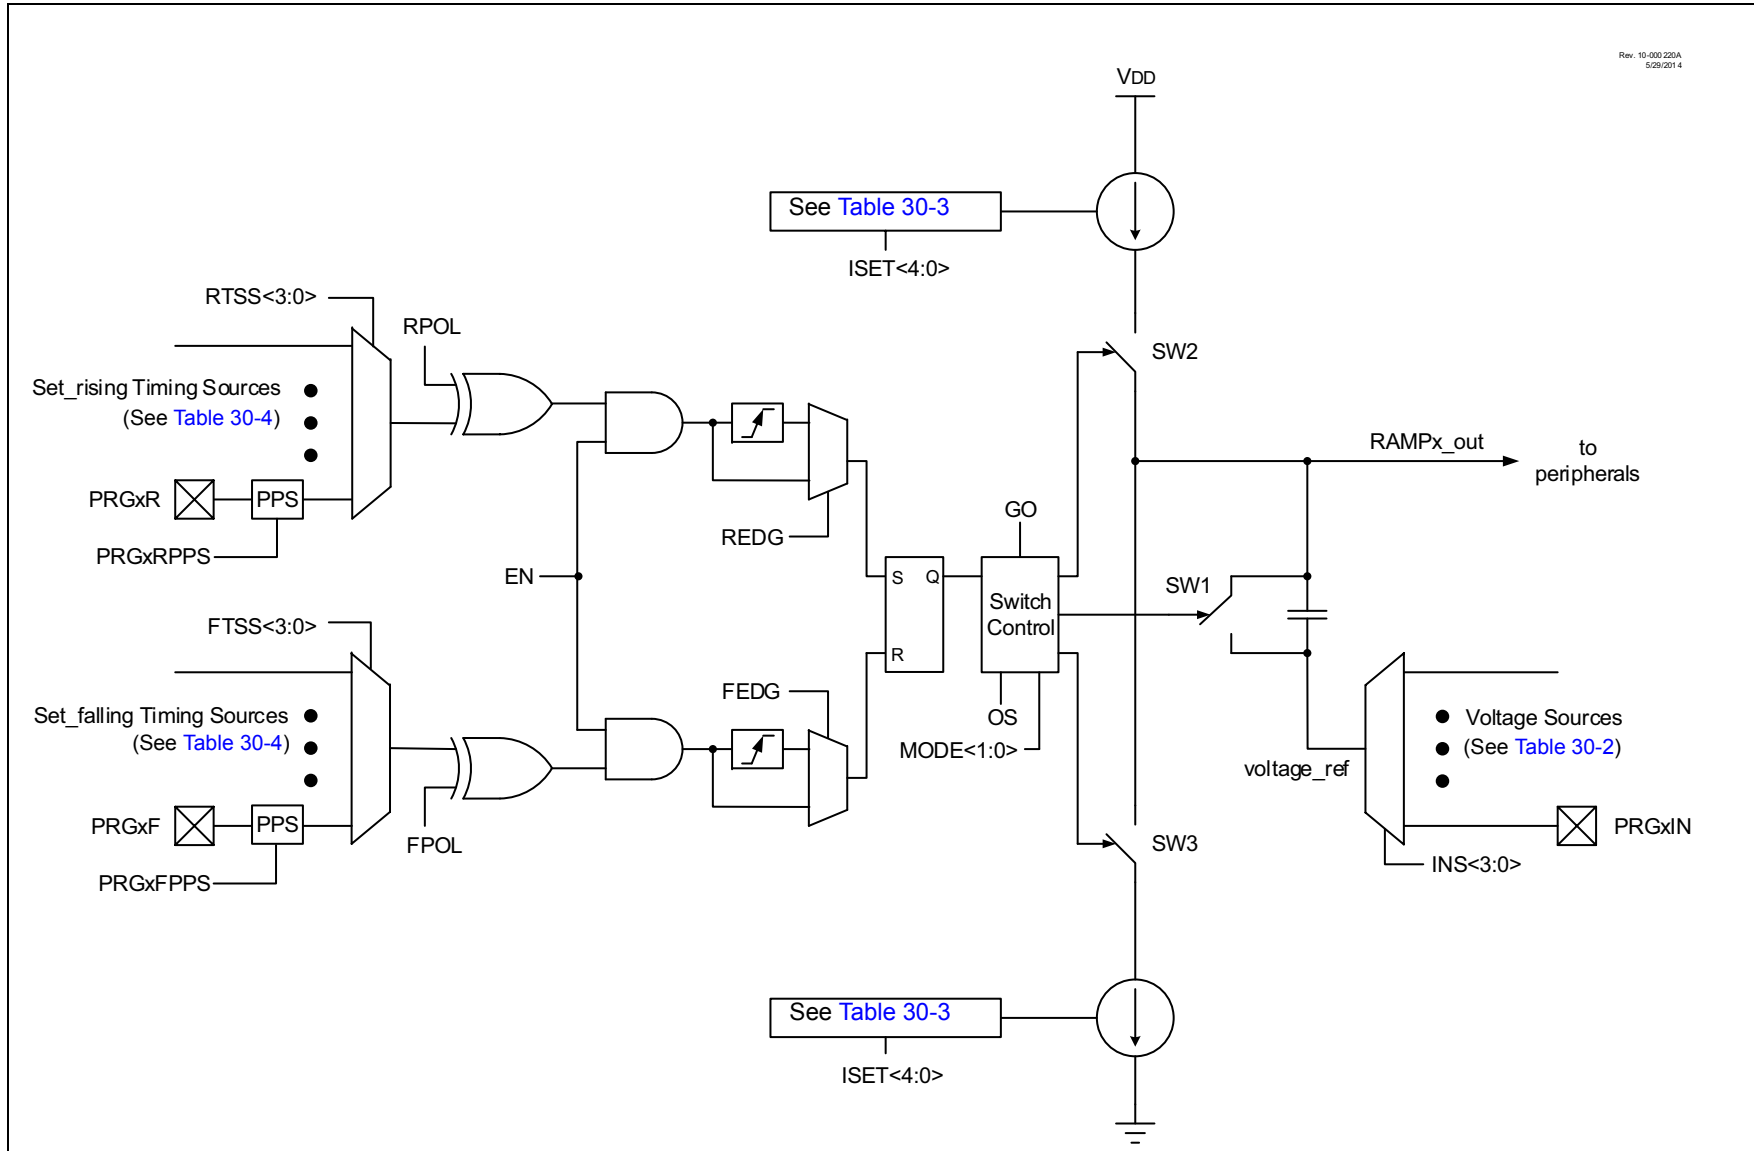 Rev. 10-000 220A
5/29/201 4
VDD
See Table 30-3
ISET<4:0>
RTSS<3:0>
RPOL
SW2
Set_rising Timing Sources
(See Table 30-4)
RAMPx_out
to
peripherals
PRGxR
PPS
PRGxRPPS
REDG
GO
EN
S
Q
Switch
Control
R
SW1
FTSS<3:0>
FEDG
OS
MODE<1:0>
Set_falling Timing Sources
(See Table 30-4)
Voltage Sources
(See Table 30-2)
voltage_ref
PRGxF
PPS
PRGxFPPS
FPOL
SW3
PRGxIN
INS<3:0>
See Table 30-3
ISET<4:0>